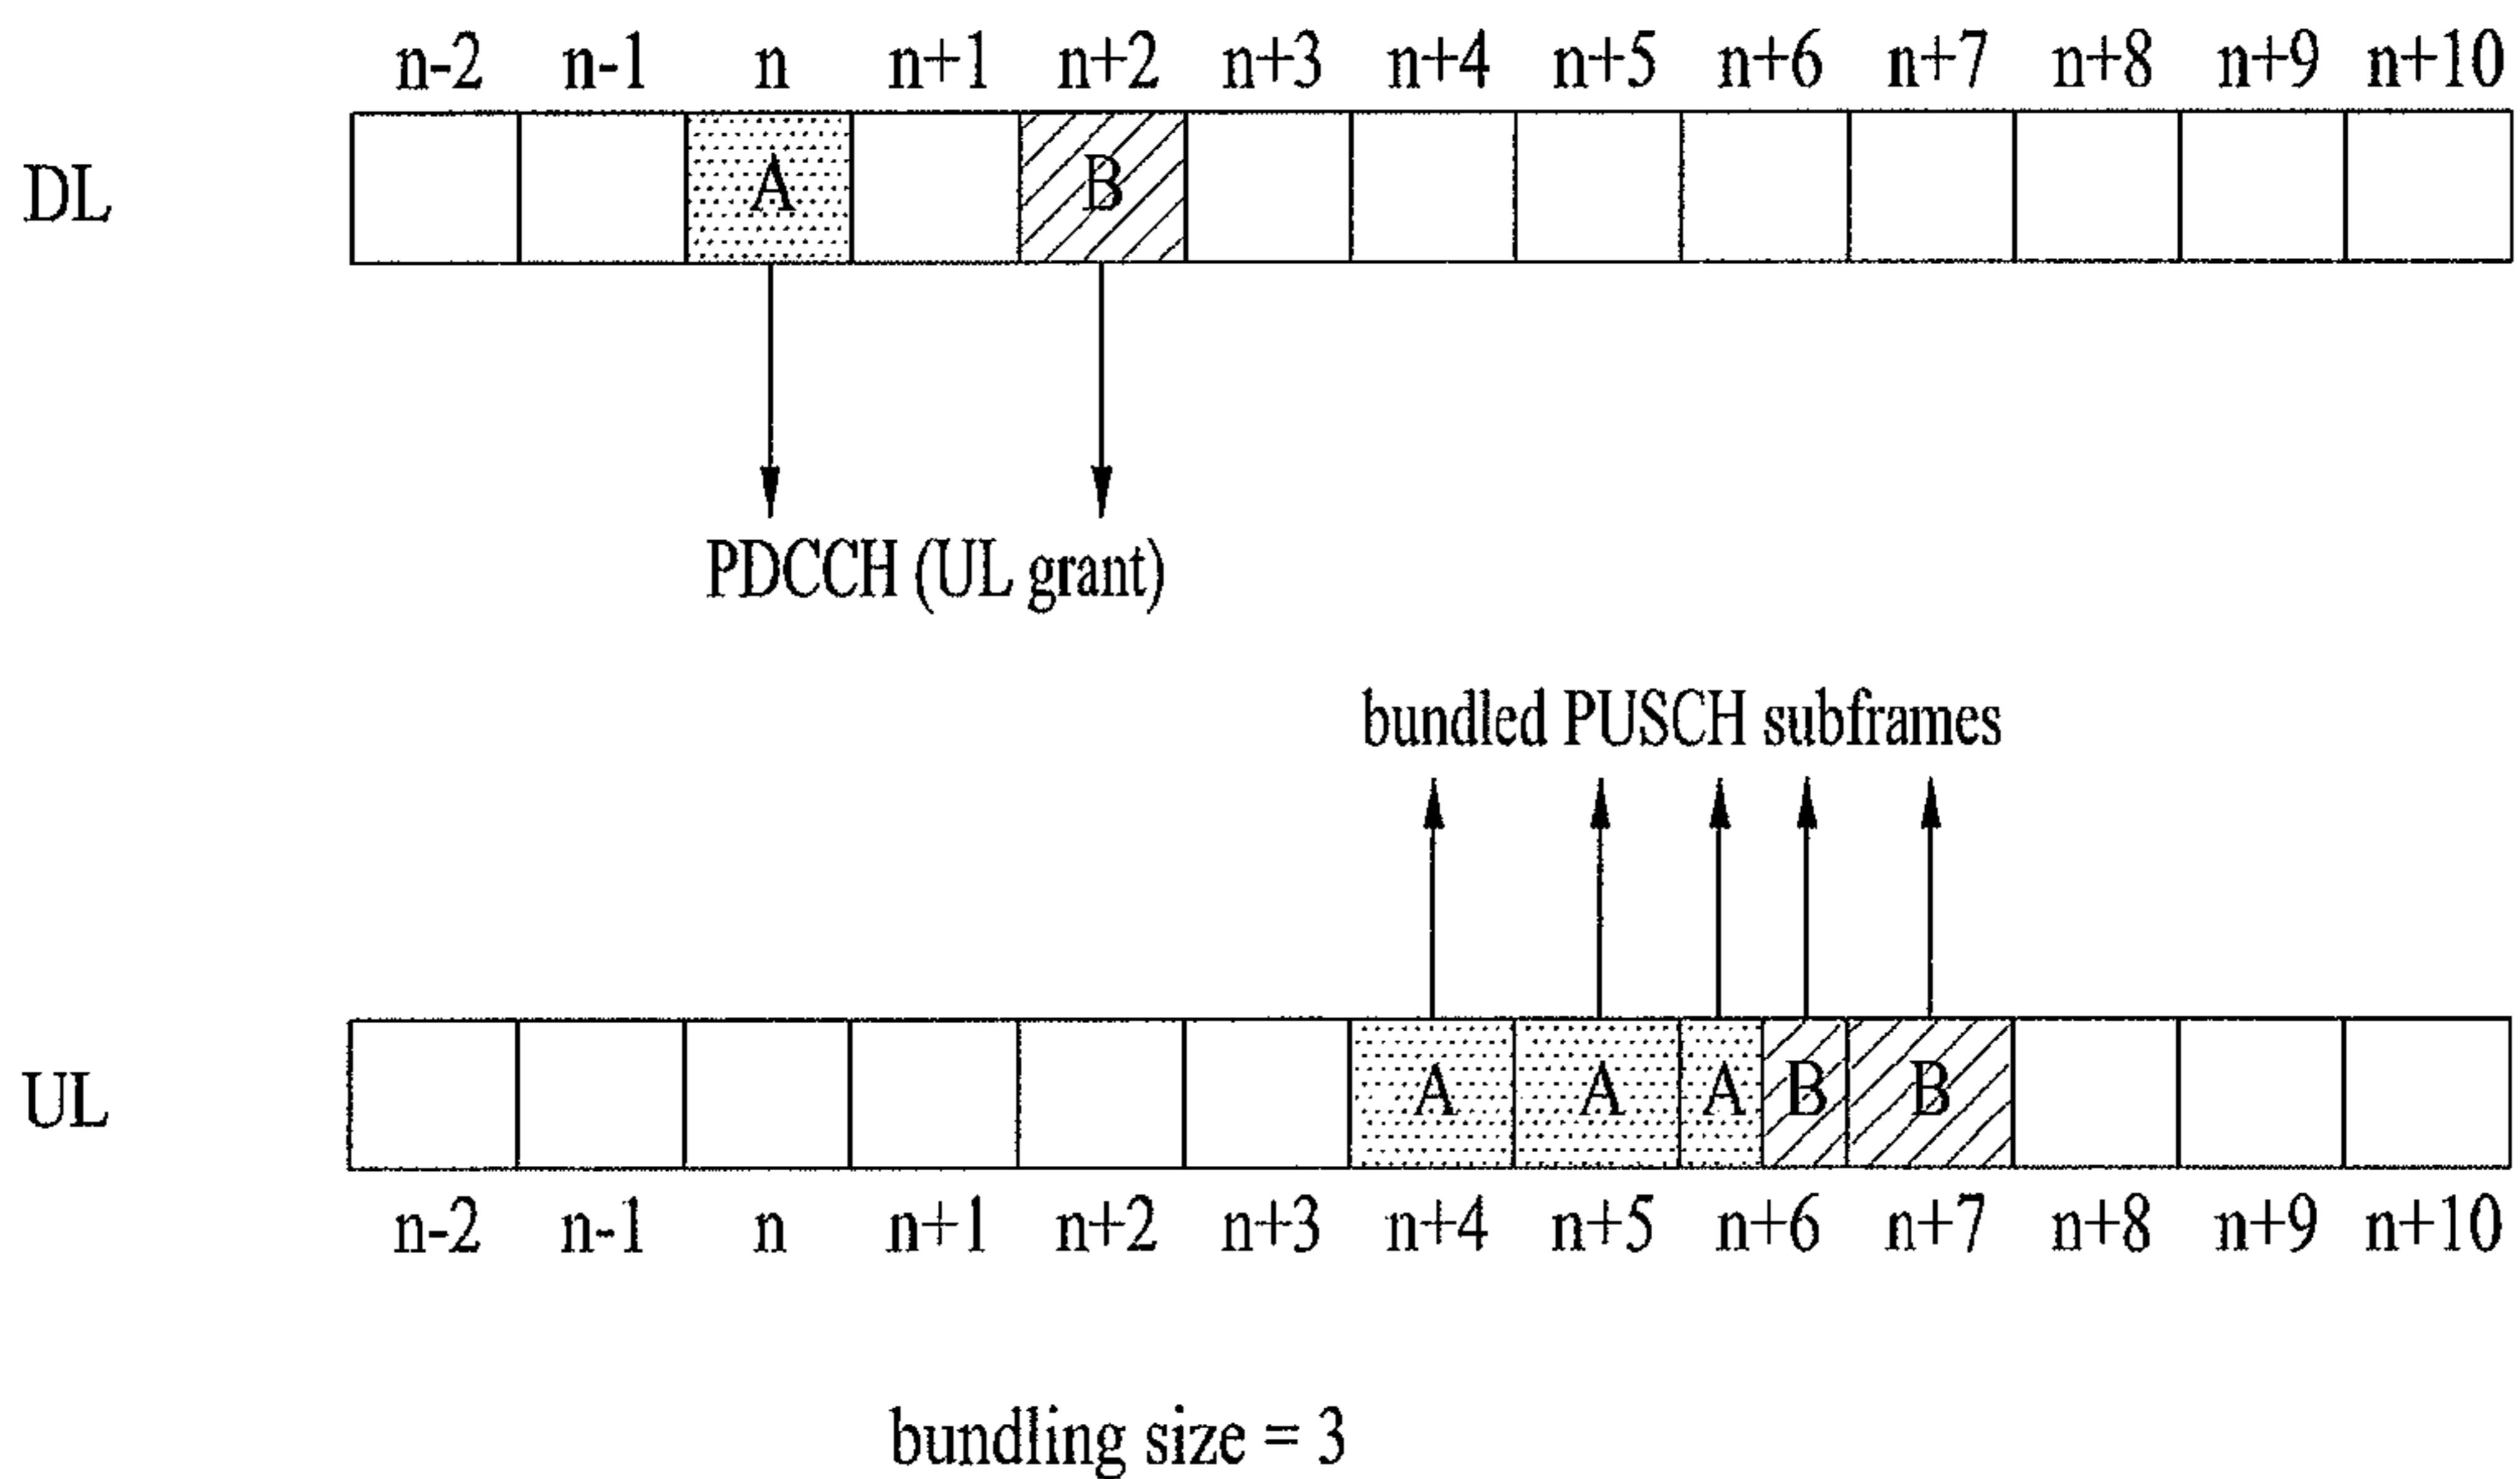 n-2 n-1 n n+1 n+2 n+3 n+4 n+5 n+6 n+7 n+8 n+9 n+10
DL A B
PDCCH (UL grant)
bundled PUSCH subframes
UL A A A B B
n-2 n-1 n n+1 n+2 n+3 n+4 n+5 n+6 n+7 n+8 n+9 n+10
bundling size = 3